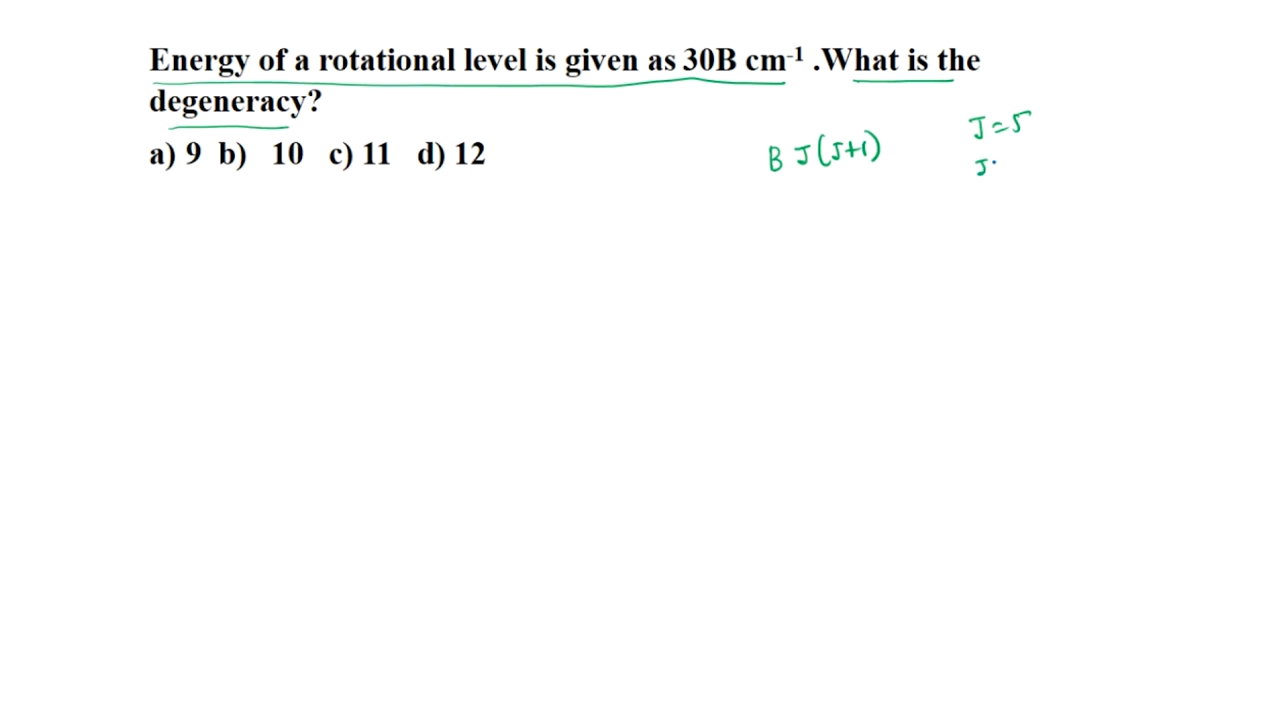 Energy of a rotational level is given as 30B cm⁻¹ .What is the
degeneracy?
a) 9 b) 10 c) 11 d) 12
B J(J+1)
J=5
J